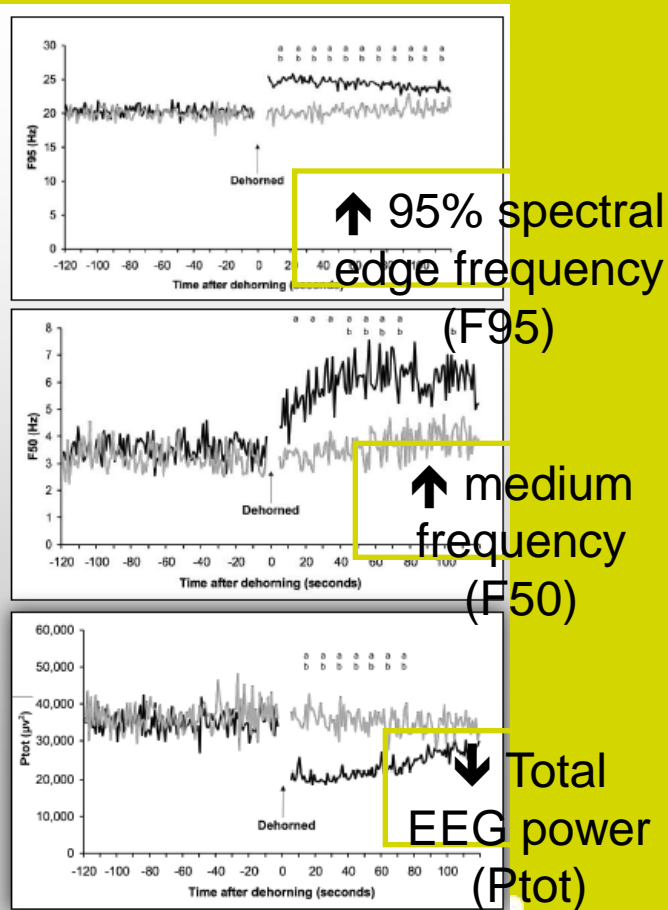 30
a a a a a a a a a a a
b b b b b b b b b b b
25
20
15
10
5
0
F95 (Hz)
Dehorned
-120 -100 -80 -60 -40 -20 0 20 40 60 80 100
Time after dehorning (seconds)
↑ 95% spectral
edge frequency
(F95)
8
a a a a a a a
b b b b b
7
6
5
4
3
2
1
0
F50 (Hz)
Dehorned
-120 -100 -80 -60 -40 -20 0 20 40 60 80 100
Time after dehorning (seconds)
↑ medium
frequency
(F50)
60,000
a a a a a a a
b b b b b b b
50,000
40,000
30,000
20,000
10,000
0
Ptot (µv²)
Dehorned
-120 -100 -80 -60 -40 -20 0 20 40 60 80 100
Time after dehorning (seconds)
↓ Total
EEG power
(Ptot)